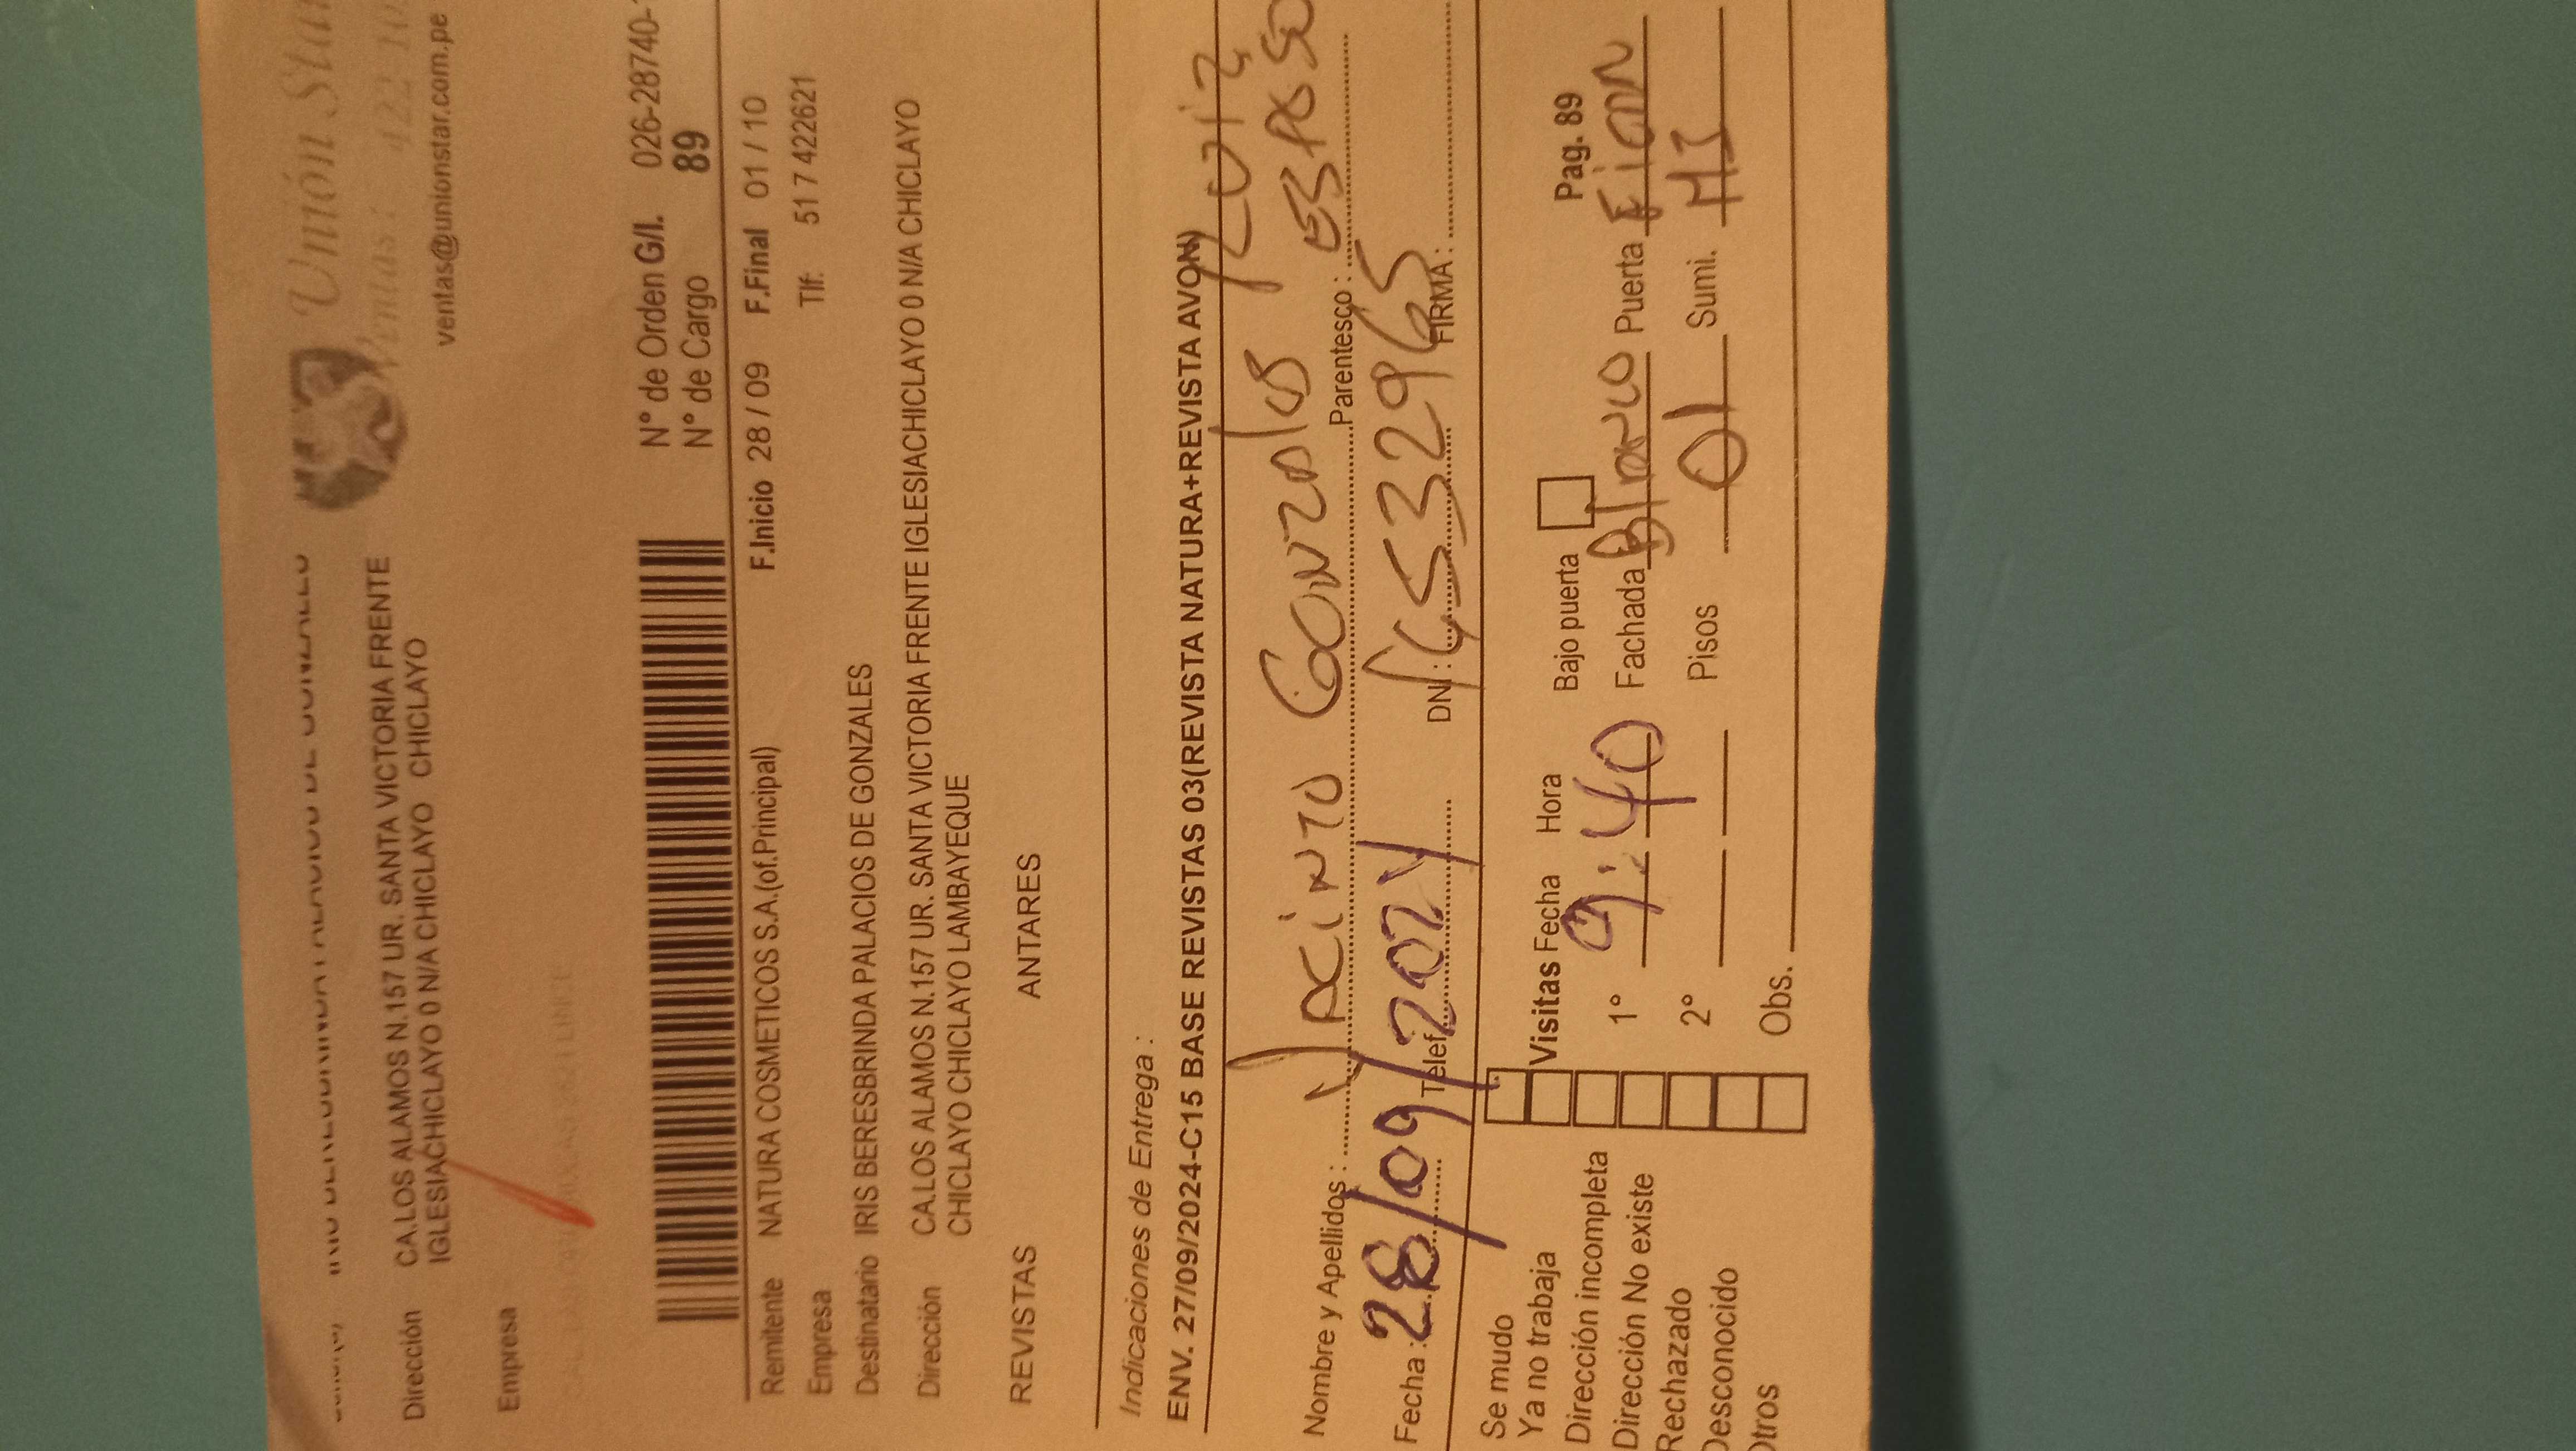 Unión Star
ventas@unionstar.com.pe
Dirección CA.LOS ALAMOS N.157 UR. SANTA VICTORIA FRENTE
IGLESIACHICLAYO 0 N/A CHICLAYO CHICLAYO
Empresa
N° de Orden G/I. 026-28740-
N° de Cargo 89
F.Inicio 28 / 09 F.Final 01 / 10
Remitente NATURA COSMETICOS S.A.(of.Principal)
Tlf: 51 7 422621
Empresa
Destinatario IRIS BERESBRINDA PALACIOS DE GONZALES
Dirección CA.LOS ALAMOS N.157 UR. SANTA VICTORIA FRENTE IGLESIACHICLAYO 0 N/A CHICLAYO
CHICLAYO CHICLAYO LAMBAYEQUE
REVISTAS ANTARES
Indicaciones de Entrega :
ENV. 27/09/2024-C15 BASE REVISTAS 03(REVISTA NATURA+REVISTA AVON)
Nombre y Apellidos : Parentesco : ESPOSO
Fecha : 28/09/2024 Telef. DNI : FIRMA:
Se mudo
Ya no trabaja
Dirección incompleta
Dirección No existe
Rechazado
Desconocido
Otros
Visitas Fecha Hora Bajo puerta Pag. 89
1° 9:40 Fachada Blanco Puerta
2° Pisos 01 Sumi.
Obs.